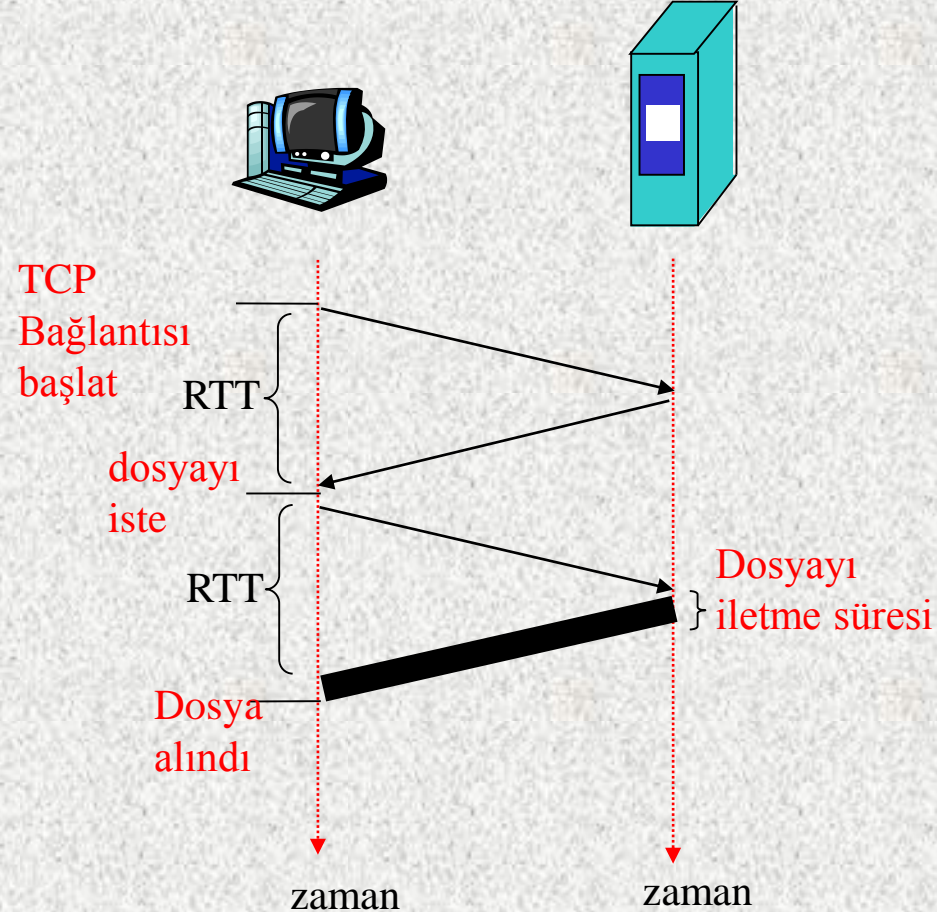 TCP
Bağlantısı
başlat
RTT
dosyayı
iste
RTT
Dosyayı
iletme süresi
Dosya
alındı
zaman
zaman